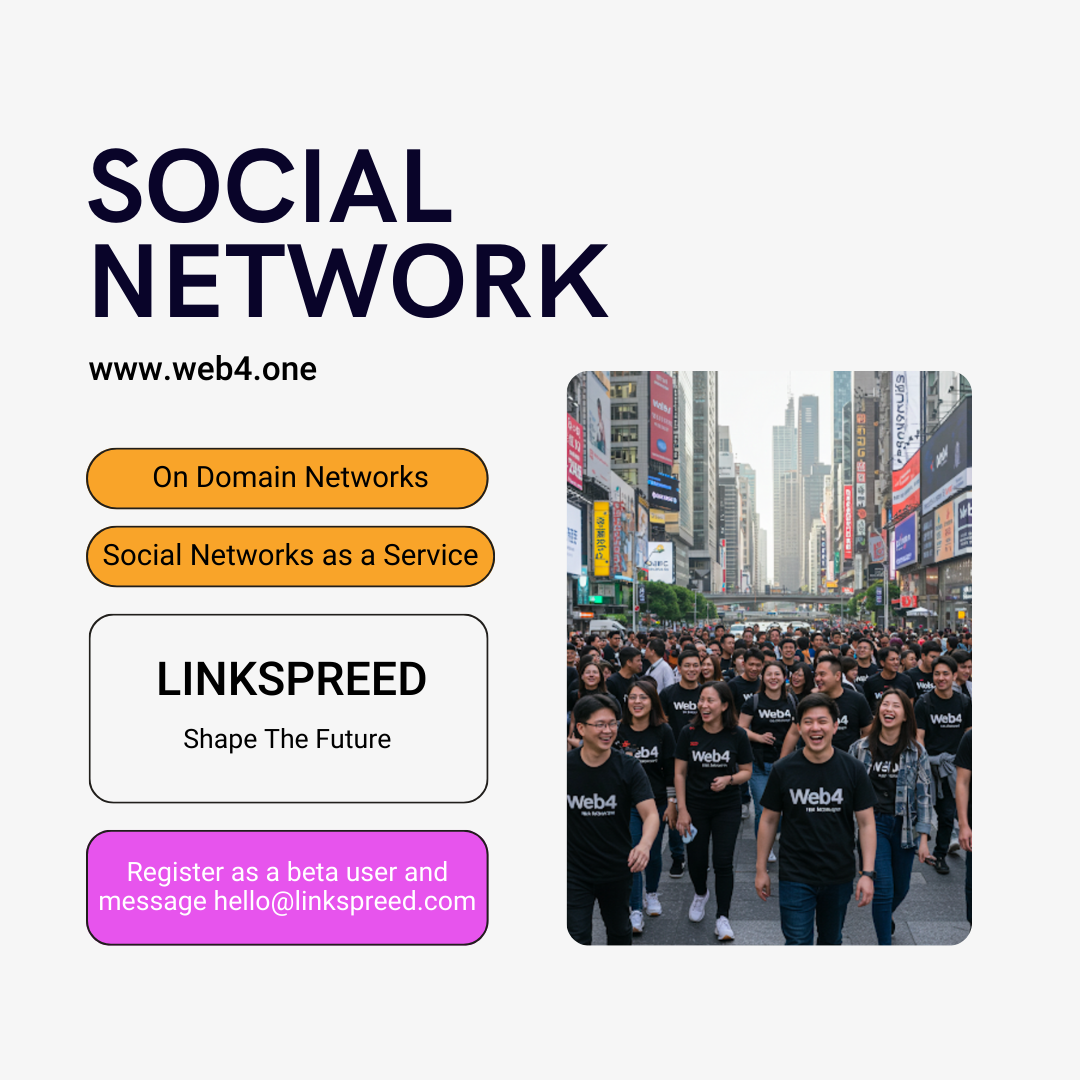 SOCIAL
NETWORK
www.web4.one
On Domain Networks
Social Networks as a Service
LINKSPREED
Shape The Future
Register as a beta user and
message hello@linkspreed.com
Web4
Web4
Web4
Web4
Web4
Web4